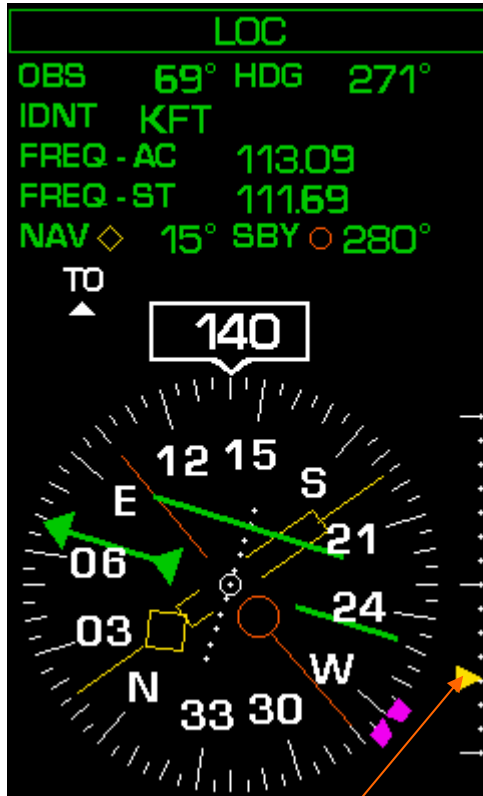 LOC
OBS 69° HDG 271°
IDNT KFT
FREQ - AC 113.09
FREQ - ST 111.69
NAV 15° SBY 280°
TO
140
12 15
E S
06 21
03 24
N W
33 30